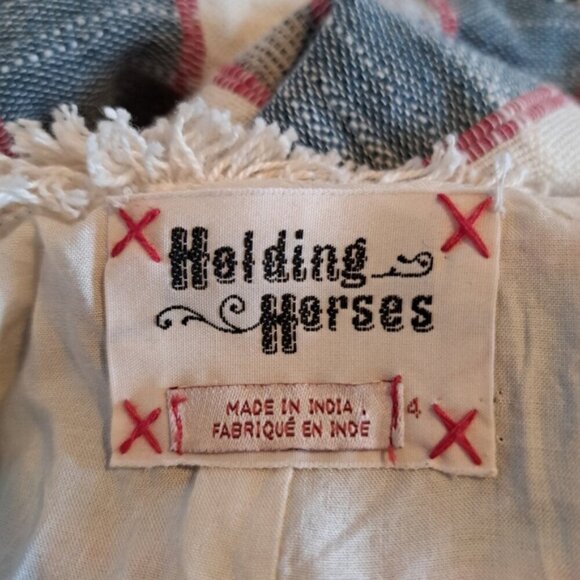 Holding
Horses
MADE IN INDIA
FABRIQUÉ EN INDE
4